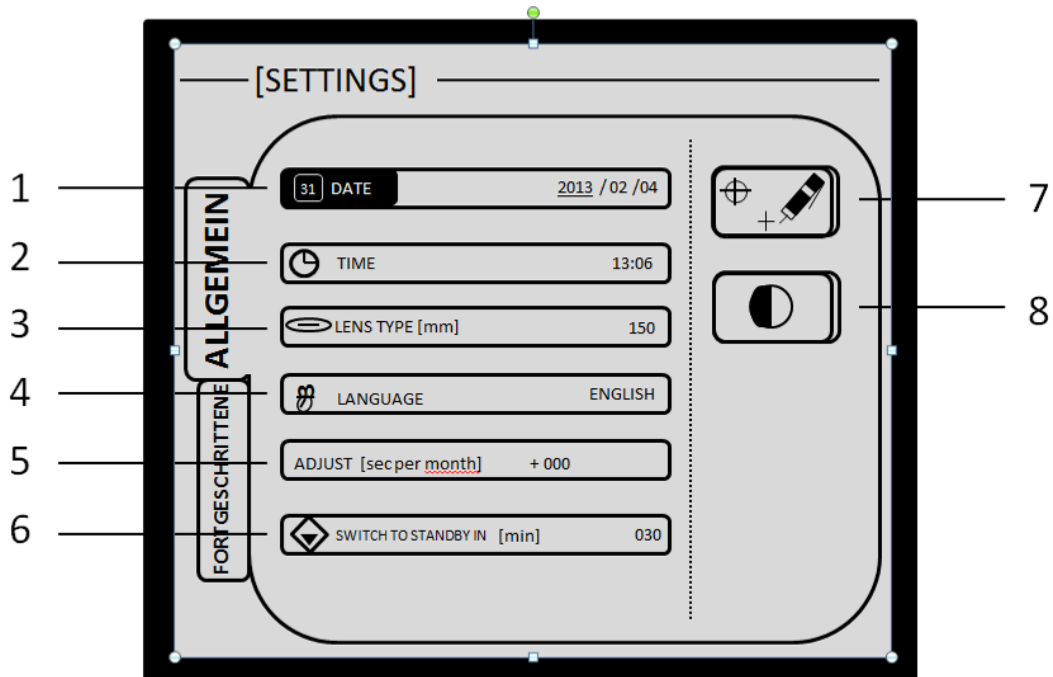 [SETTINGS]
1
31 DATE 2013 / 02 /04
7
2
TIME 13:06
3
LENS TYPE [mm] 150
8
4
LANGUAGE ENGLISH
5
ADJUST [sec per month] + 000
6
SWITCH TO STANDBY IN [min] 030
ALLGEMEIN
FORTGESCHRITTENE